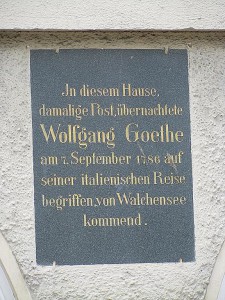 Jn diesem Hause,
damalige Post, übernachtete
Wolfgang Goethe
am 7. September 1786 auf
seiner italienischen Reise
begriffen, von Walchensee
kommend.